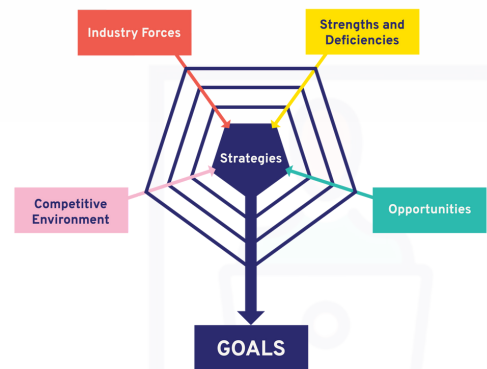 Industry Forces
Strengths and
Deficiencies
Strategies
Competitive
Environment
Opportunities
GOALS